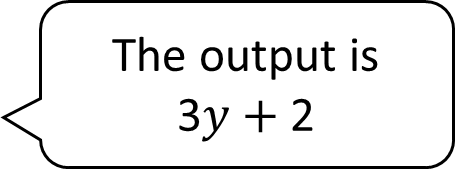 The output is
3𝑦 + 2